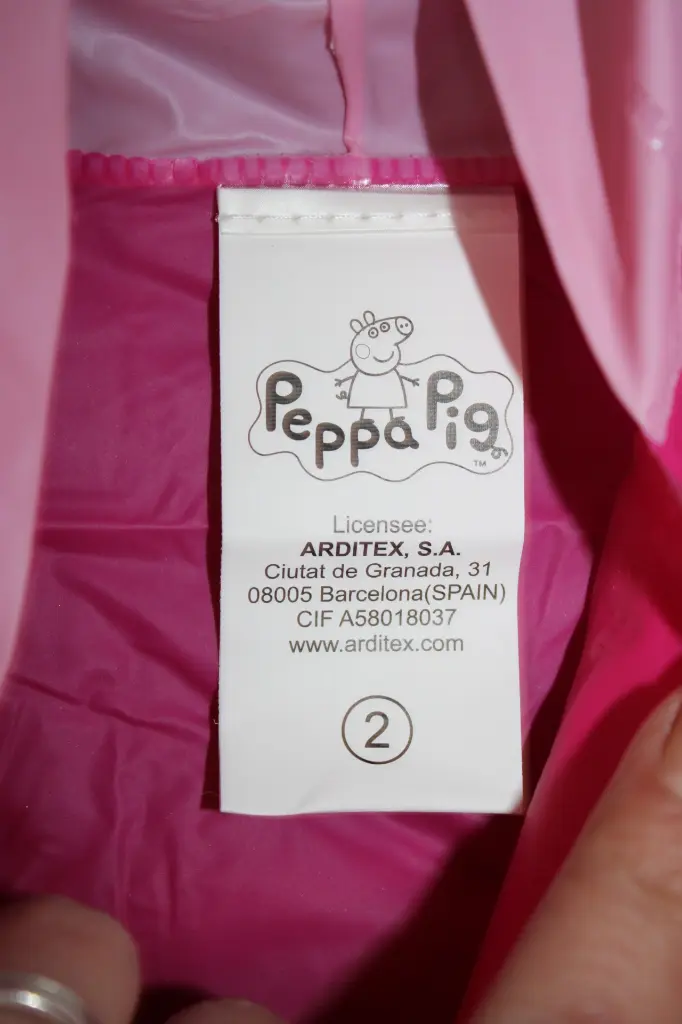 Peppa Pig
TM
Licensee:
ARDITEX, S.A.
Ciutat de Granada, 31
08005 Barcelona(SPAIN)
CIF A58018037
www.arditex.com
2